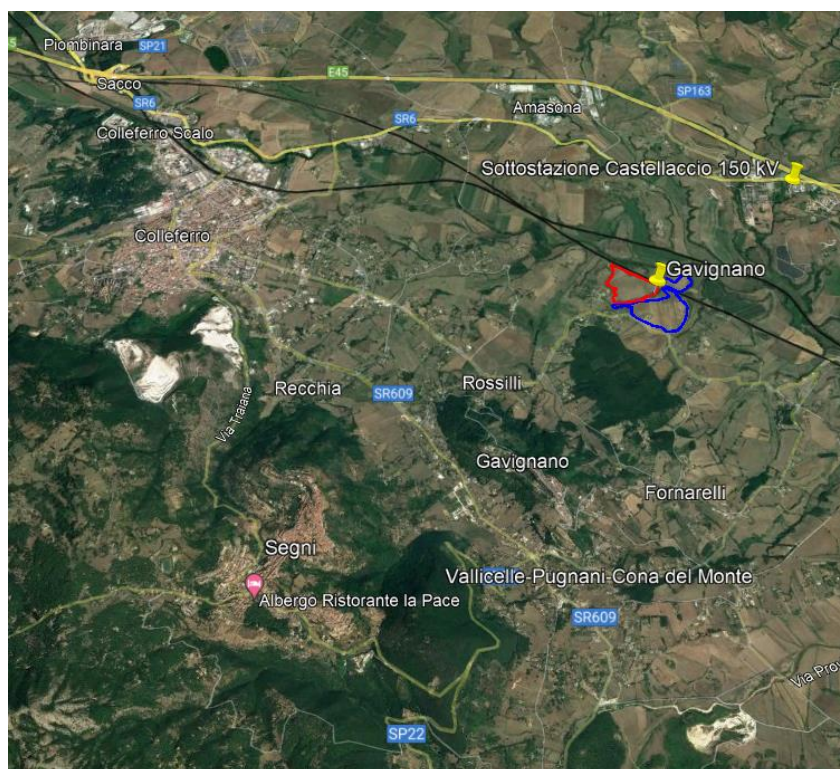 Piombinara
SP21
E45
SP163
Sacco
SR6
Amasona
SR6
Colleferro Scalo
Sottostazione Castellaccio 150 kV
Colleferro
Gavignano
Recchia
SR609
Rossilli
Via Traiana
Gavignano
Fornarelli
Segni
Vallicelle-Pugnani-Cona del Monte
Albergo Ristorante la Pace
SR609
SP22